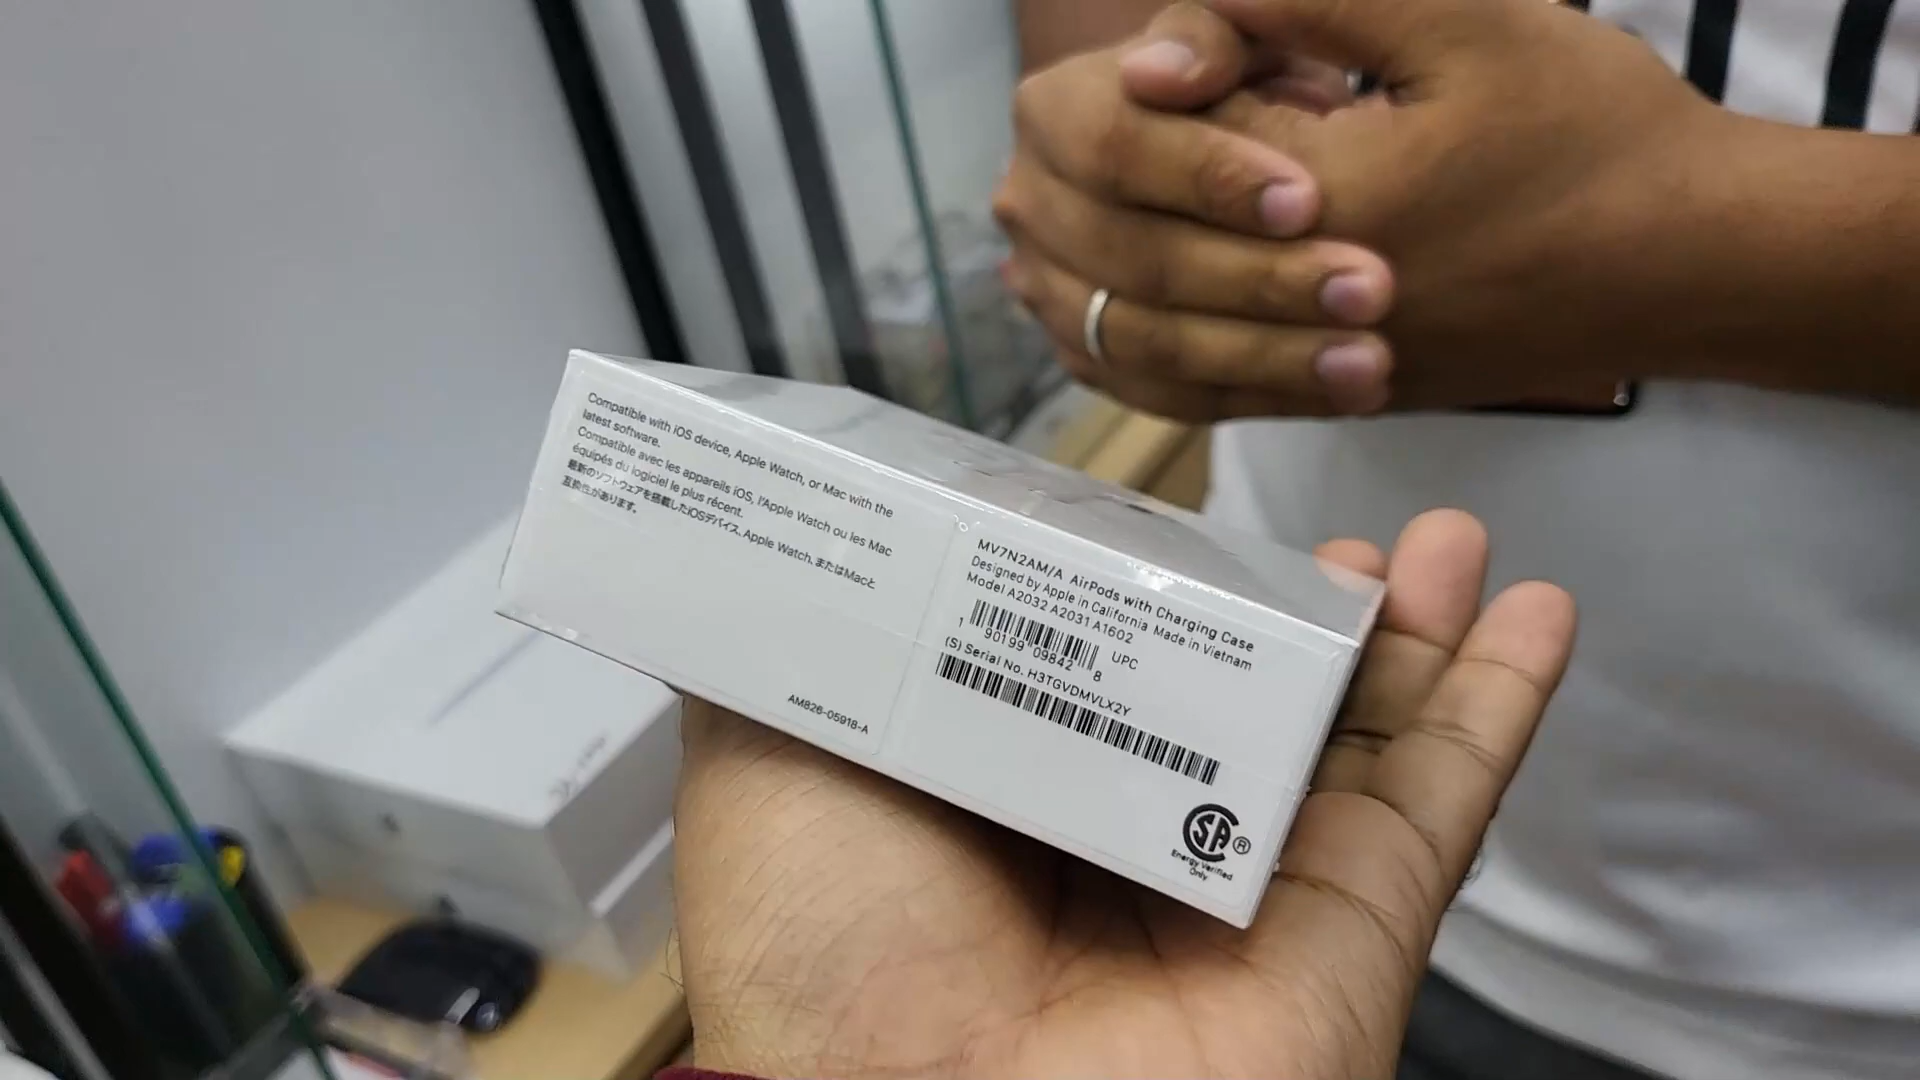 Compatible with iOS device, Apple Watch, or Mac with the
latest software.
Compatible avec les appareils iOS, l'Apple Watch ou les Mac
équipés du logiciel le plus récent.
最新のソフトウェアを搭載したiOSデバイス、Apple Watch、またはMacと
互換性があります。
AM826-05918-A
MV7N2AM/A AirPods with Charging Case
Designed by Apple in California Made in Vietnam
Model A2032 A2031 A1602
1 90199 09842 8 UPC
(S) Serial No. H3TGVDMVLX2Y
SA ®
Energy Verified
Only